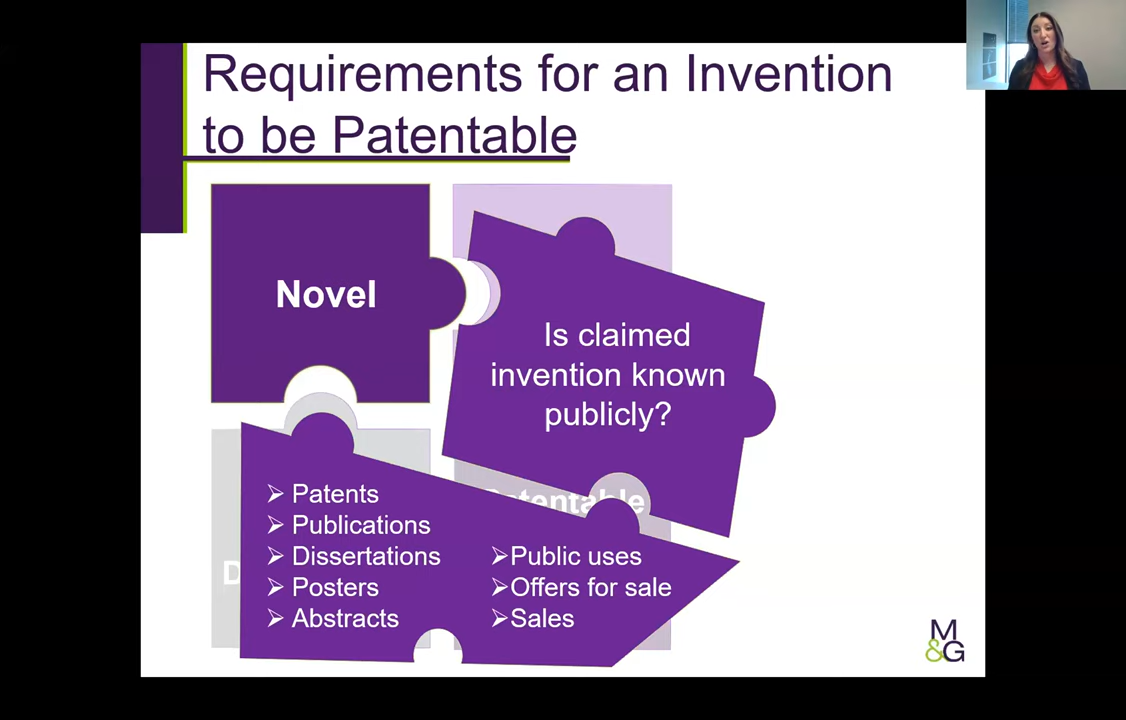 Requirements for an Invention
to be Patentable
Novel
Is claimed
invention known
publicly?
➢ Patents
➢ Publications
➢ Dissertations
➢ Posters
➢ Abstracts
➢Public uses
➢Offers for sale
➢Sales
M
&G